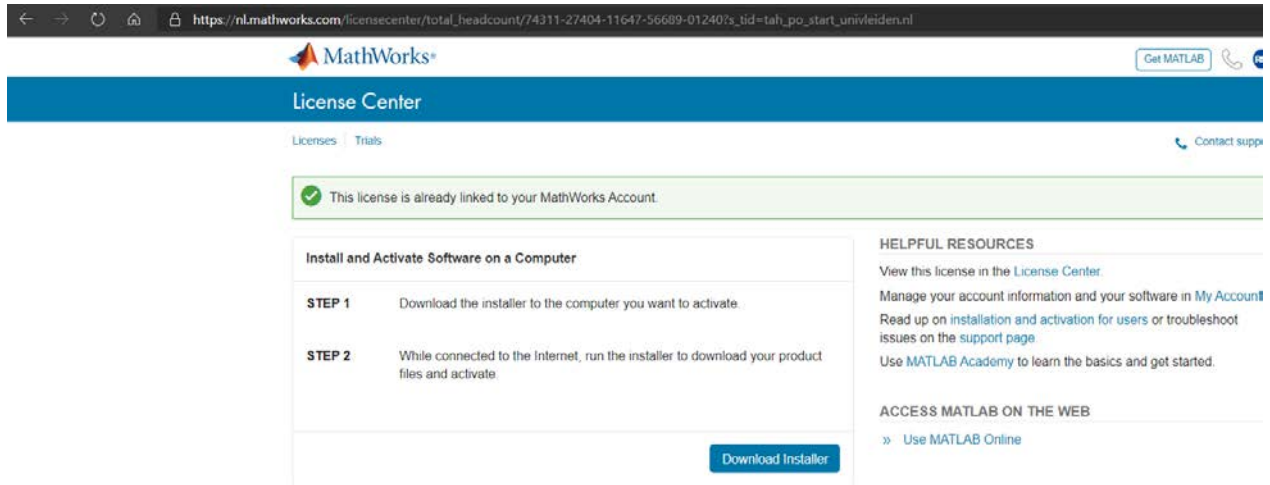 https://nl.mathworks.com/licensecenter/total_headcount/74311-27404-11647-56689-01240?s_tid=tah_po_start_univleiden.nl
MathWorks®
Get MATLAB
License Center
Licenses Trials
Contact suppo
This license is already linked to your MathWorks Account.
Install and Activate Software on a Computer
STEP 1 Download the installer to the computer you want to activate.
STEP 2 While connected to the Internet, run the installer to download your product
files and activate.
Download Installer
HELPFUL RESOURCES
View this license in the License Center.
Manage your account information and your software in My Account
Read up on installation and activation for users or troubleshoot
issues on the support page.
Use MATLAB Academy to learn the basics and get started.
ACCESS MATLAB ON THE WEB
» Use MATLAB Online